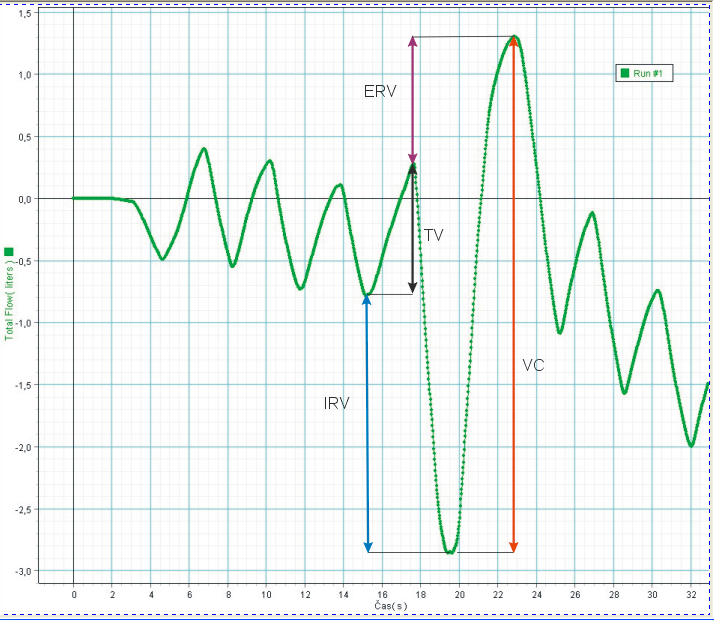 1,5
1,0
0,5
0,0
-0,5
-1,0
-1,5
-2,0
-2,5
-3,0
Total Flow( liters )
Run #1
ERV
TV
VC
IRV
0 2 4 6 8 10 12 14 16 18 20 22 24 26 28 30 32
Čas( s )